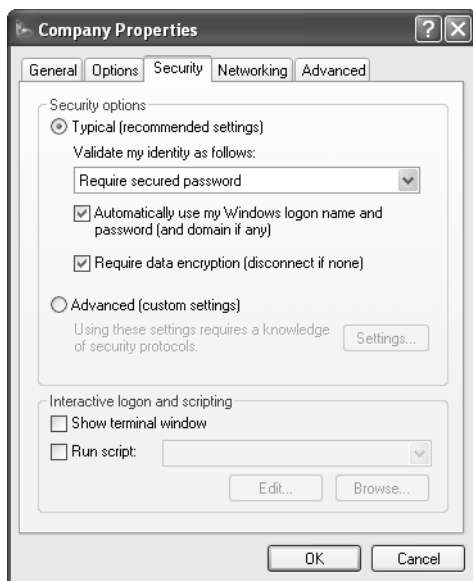 Company Properties
General Options Security Networking Advanced
Security options
Typical (recommended settings)
Validate my identity as follows:
Require secured password
Automatically use my Windows logon name and
password (and domain if any)
Require data encryption (disconnect if none)
Advanced (custom settings)
Using these settings requires a knowledge
of security protocols.
Settings...
Interactive logon and scripting
Show terminal window
Run script:
Edit... Browse...
OK Cancel